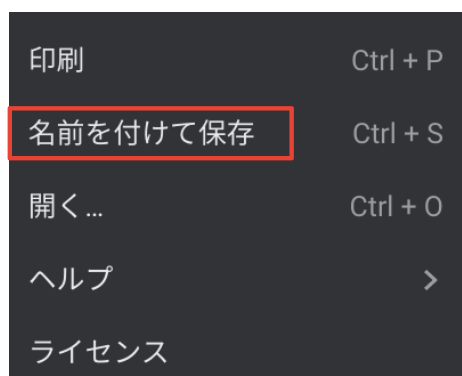 印刷 Ctrl + P
名前を付けて保存 Ctrl + S
開く... Ctrl + O
ヘルプ >
ライセンス